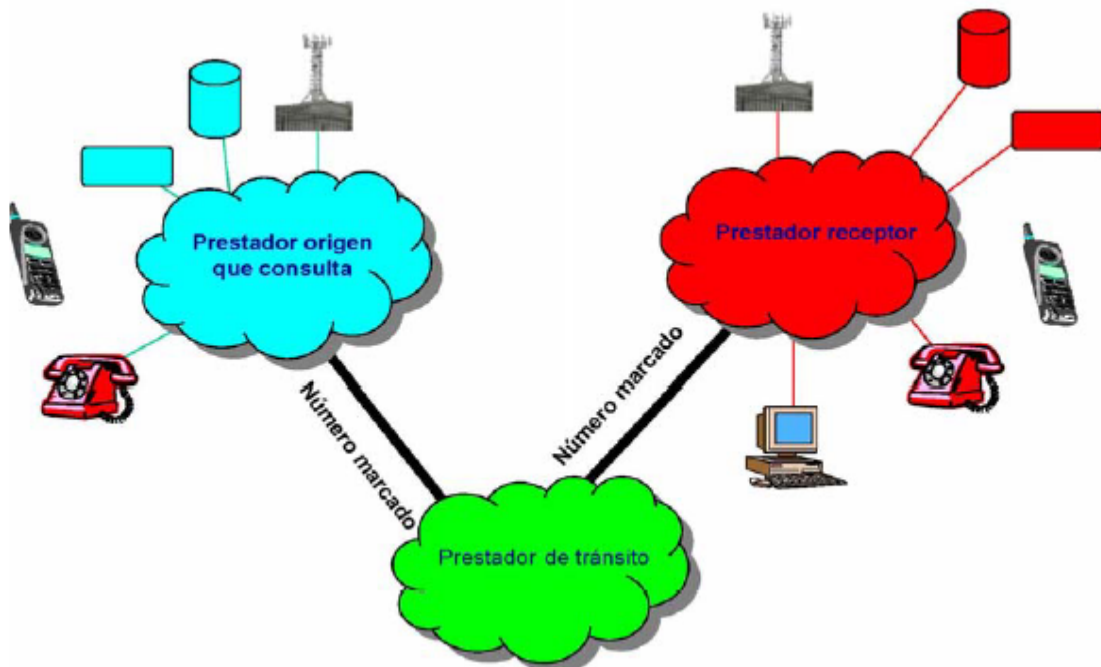 Prestador origen
que consulta
Prestador receptor
Número marcado
Número marcado
Prestador de tránsito